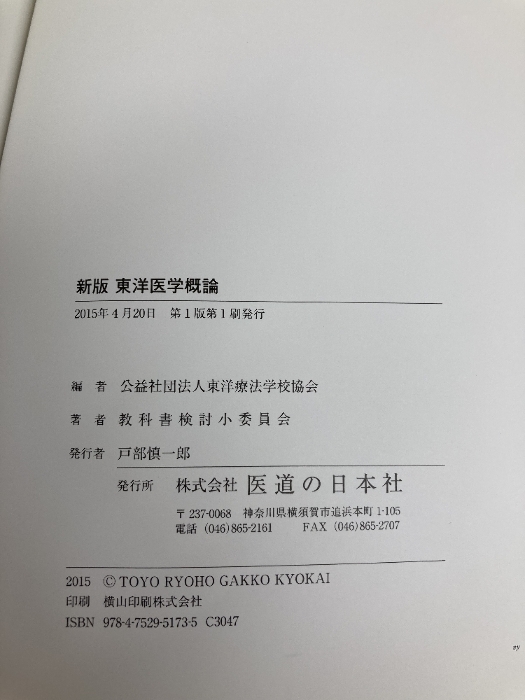 新版 東洋医学概論
2015年4月20日 第1版第1刷発行
編 者 公益社団法人東洋療法学校協会
著 者 教科書検討小委員会
発行者 戸部慎一郎
発行所 株式会社 医道の日本社
〒237-0068 神奈川県横須賀市追浜本町1-105
電話 (046)865-2161 FAX (046)865-2707
2015 © TOYO RYOHO GAKKO KYOKAI
印刷 横山印刷株式会社
ISBN 978-4-7529-5173-5 C3047